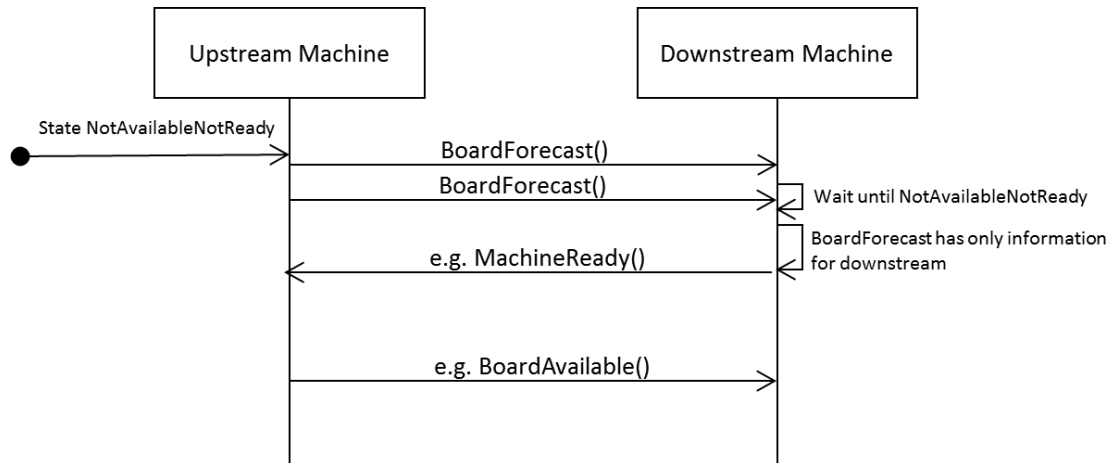 Upstream Machine
Downstream Machine
State NotAvailableNotReady
BoardForecast()
BoardForecast()
Wait until NotAvailableNotReady
BoardForecast has only information
for downstream
e.g. MachineReady()
e.g. BoardAvailable()